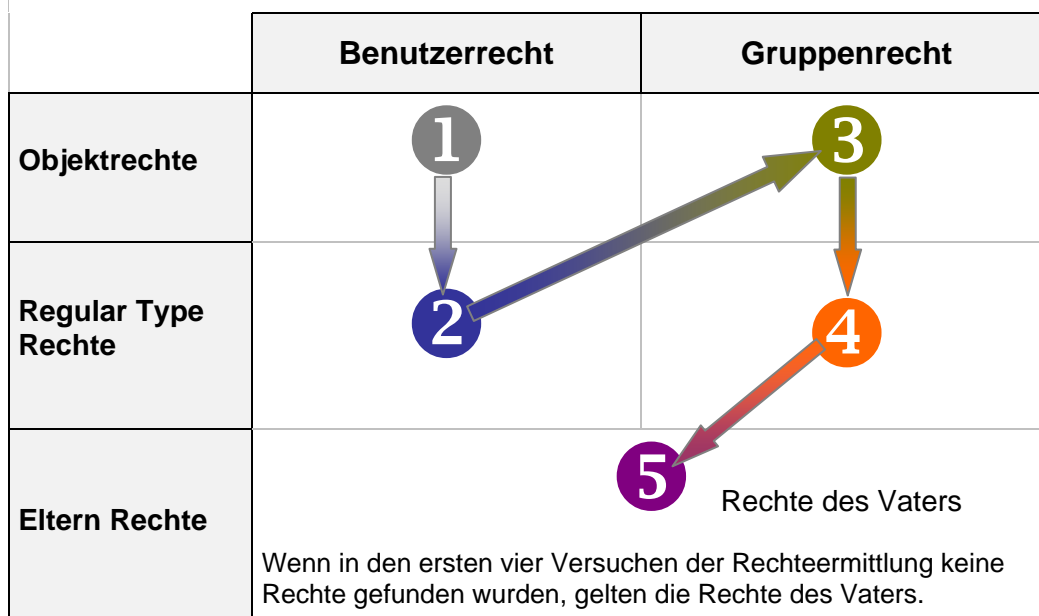 Benutzerrecht Gruppenrecht
Objektrechte
1
3
Regular Type
Rechte
2
4
Eltern Rechte
5
Rechte des Vaters
Wenn in den ersten vier Versuchen der Rechteermittlung keine
Rechte gefunden wurden, gelten die Rechte des Vaters.